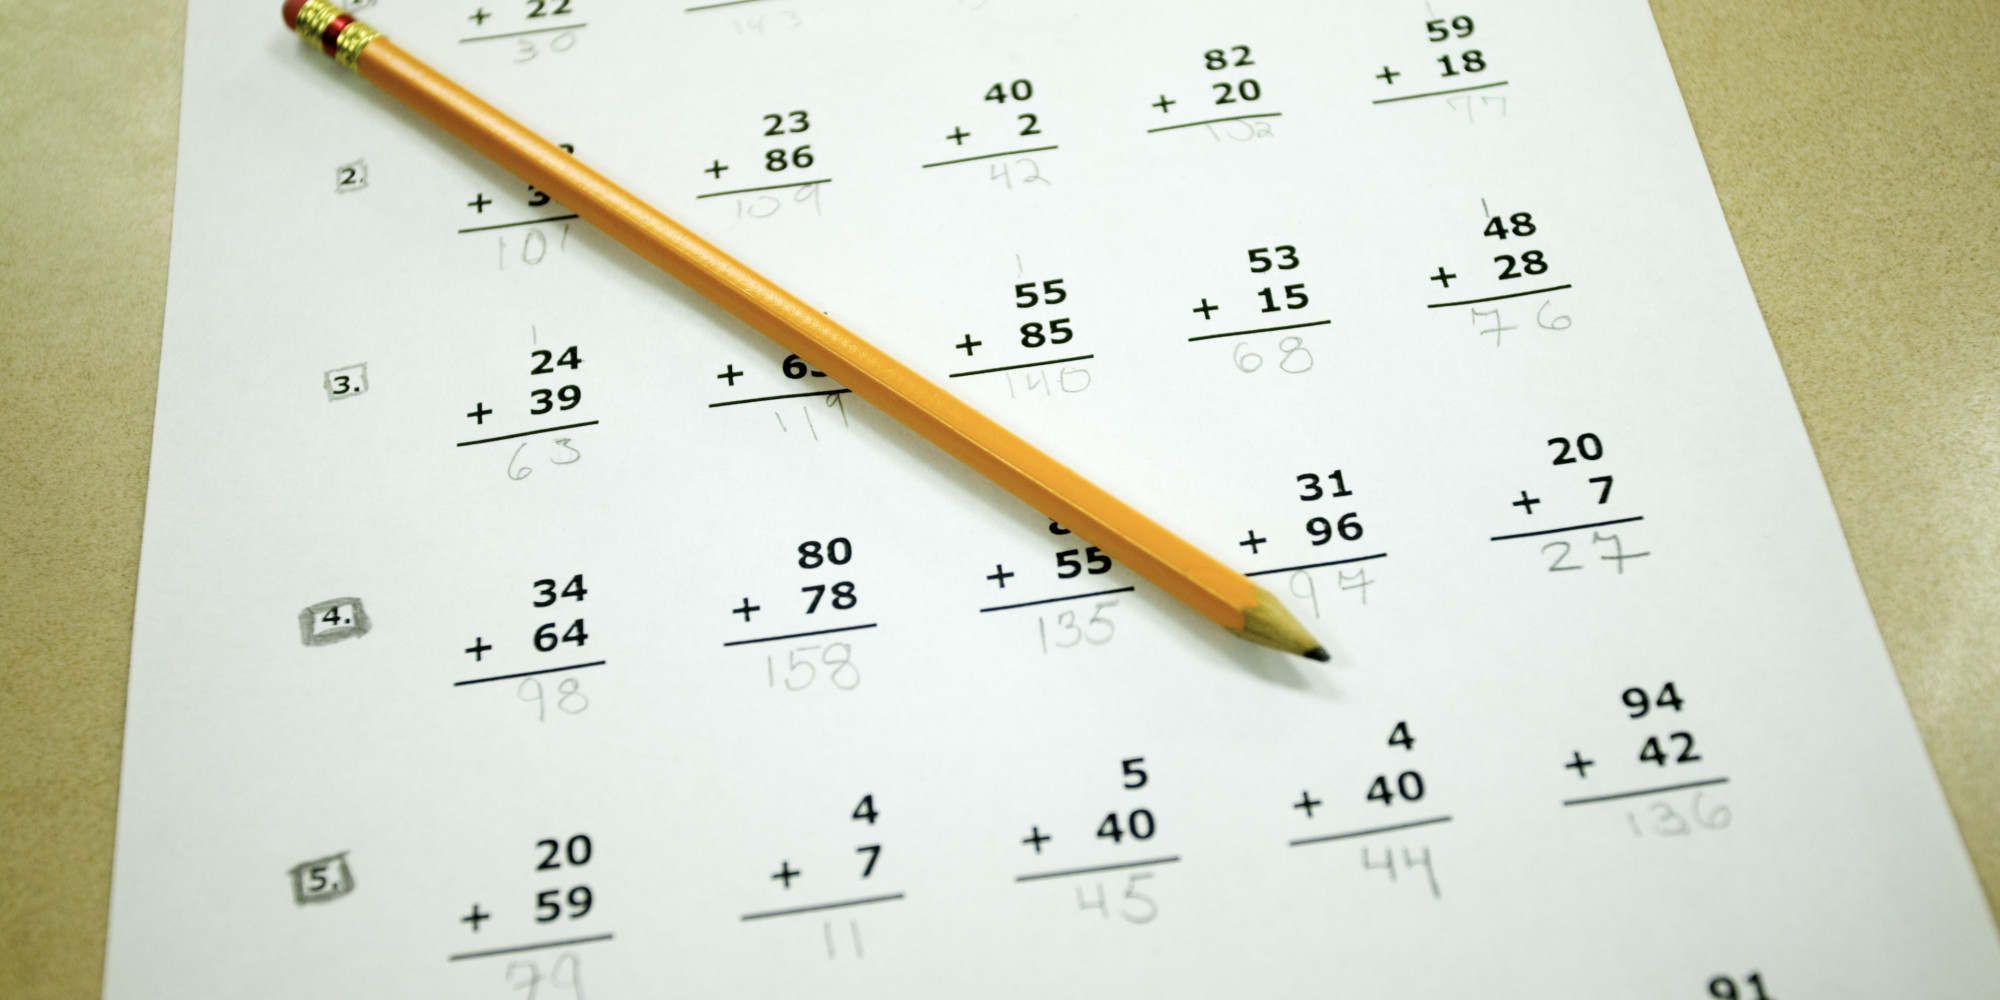 + 22
30 143
2. 23 40 82 59
+ 3 + 86 + 2 + 20 + 18
101 109 42 102 77
3. 24 55 53 48
+ 39 + 6 + 85 + 15 + 28
63 119 140 68 76
4. 34 80 31 20
+ 64 + 78 + 55 + 96 + 7
98 158 135 97 27
5. 20 4 5 4 94
+ 59 + 7 + 40 + 40 + 42
79 11 45 44 136
91